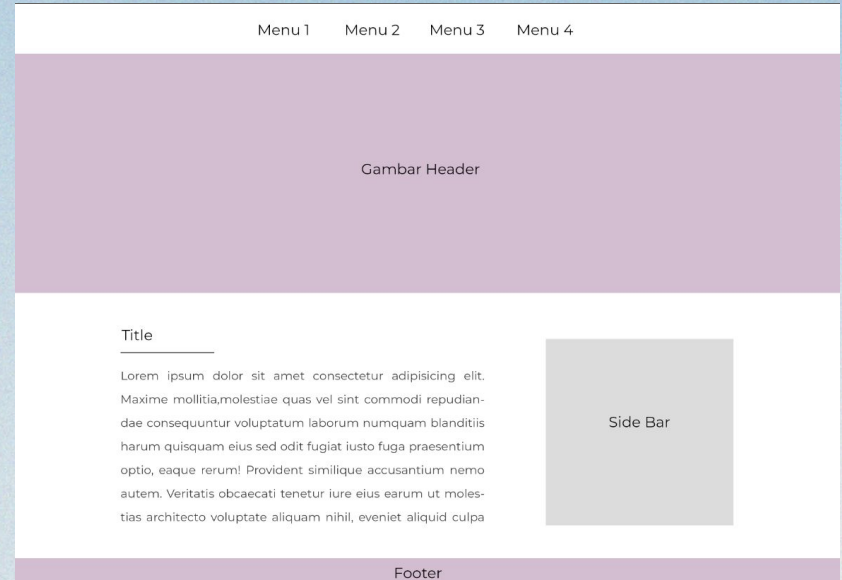 Menu 1 Menu 2 Menu 3 Menu 4
Gambar Header
Title
Lorem ipsum dolor sit amet consectetur adipisicing elit.
Maxime mollitia,molestiae quas vel sint commodi repudian-
dae consequuntur voluptatum laborum numquam blanditiis
harum quisquam eius sed odit fugiat iusto fuga praesentium
optio, eaque rerum! Provident similique accusantium nemo
autem. Veritatis obcaecati tenetur iure eius earum ut moles-
tias architecto voluptate aliquam nihil, eveniet aliquid culpa
Side Bar
Footer